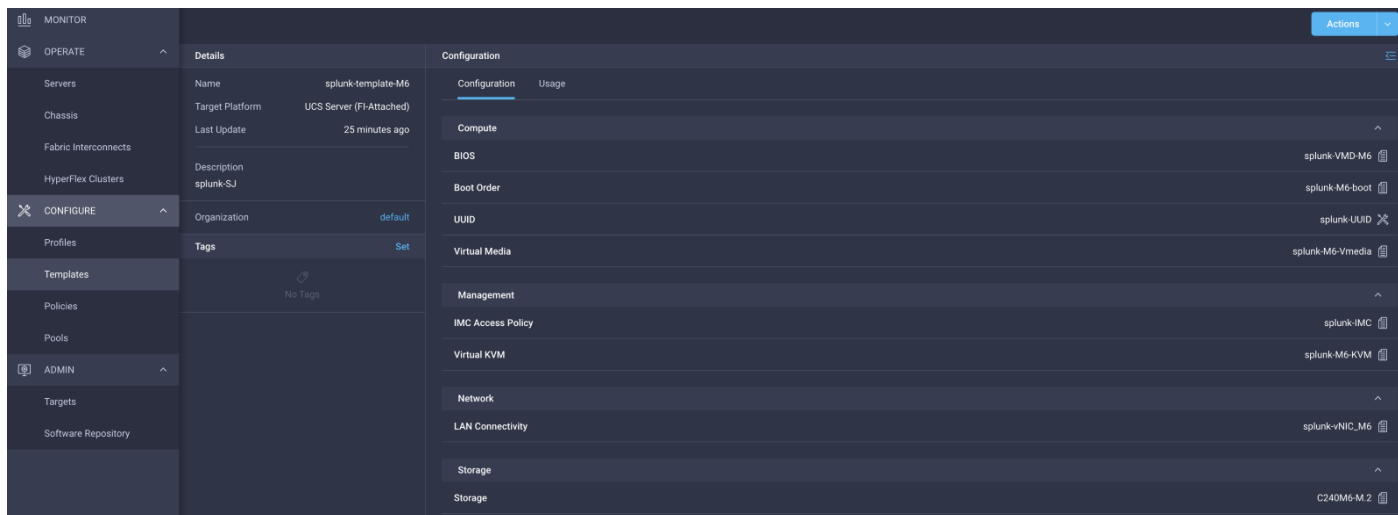 MONITOR
Actions
OPERATE
Servers
Chassis
Fabric Interconnects
HyperFlex Clusters
CONFIGURE
Profiles
Templates
Policies
Pools
ADMIN
Targets
Software Repository
Details
Name splunk-template-M6
Target Platform UCS Server (FI-Attached)
Last Update 25 minutes ago
Description
splunk-SJ
Organization default
Tags Set
No Tags
Configuration
Configuration Usage
Compute
BIOS splunk-VMD-M6
Boot Order splunk-M6-boot
UUID splunk-UUID
Virtual Media splunk-M6-Vmedia
Management
IMC Access Policy splunk-IMC
Virtual KVM splunk-M6-KVM
Network
LAN Connectivity splunk-vNIC_M6
Storage
Storage C240M6-M.2